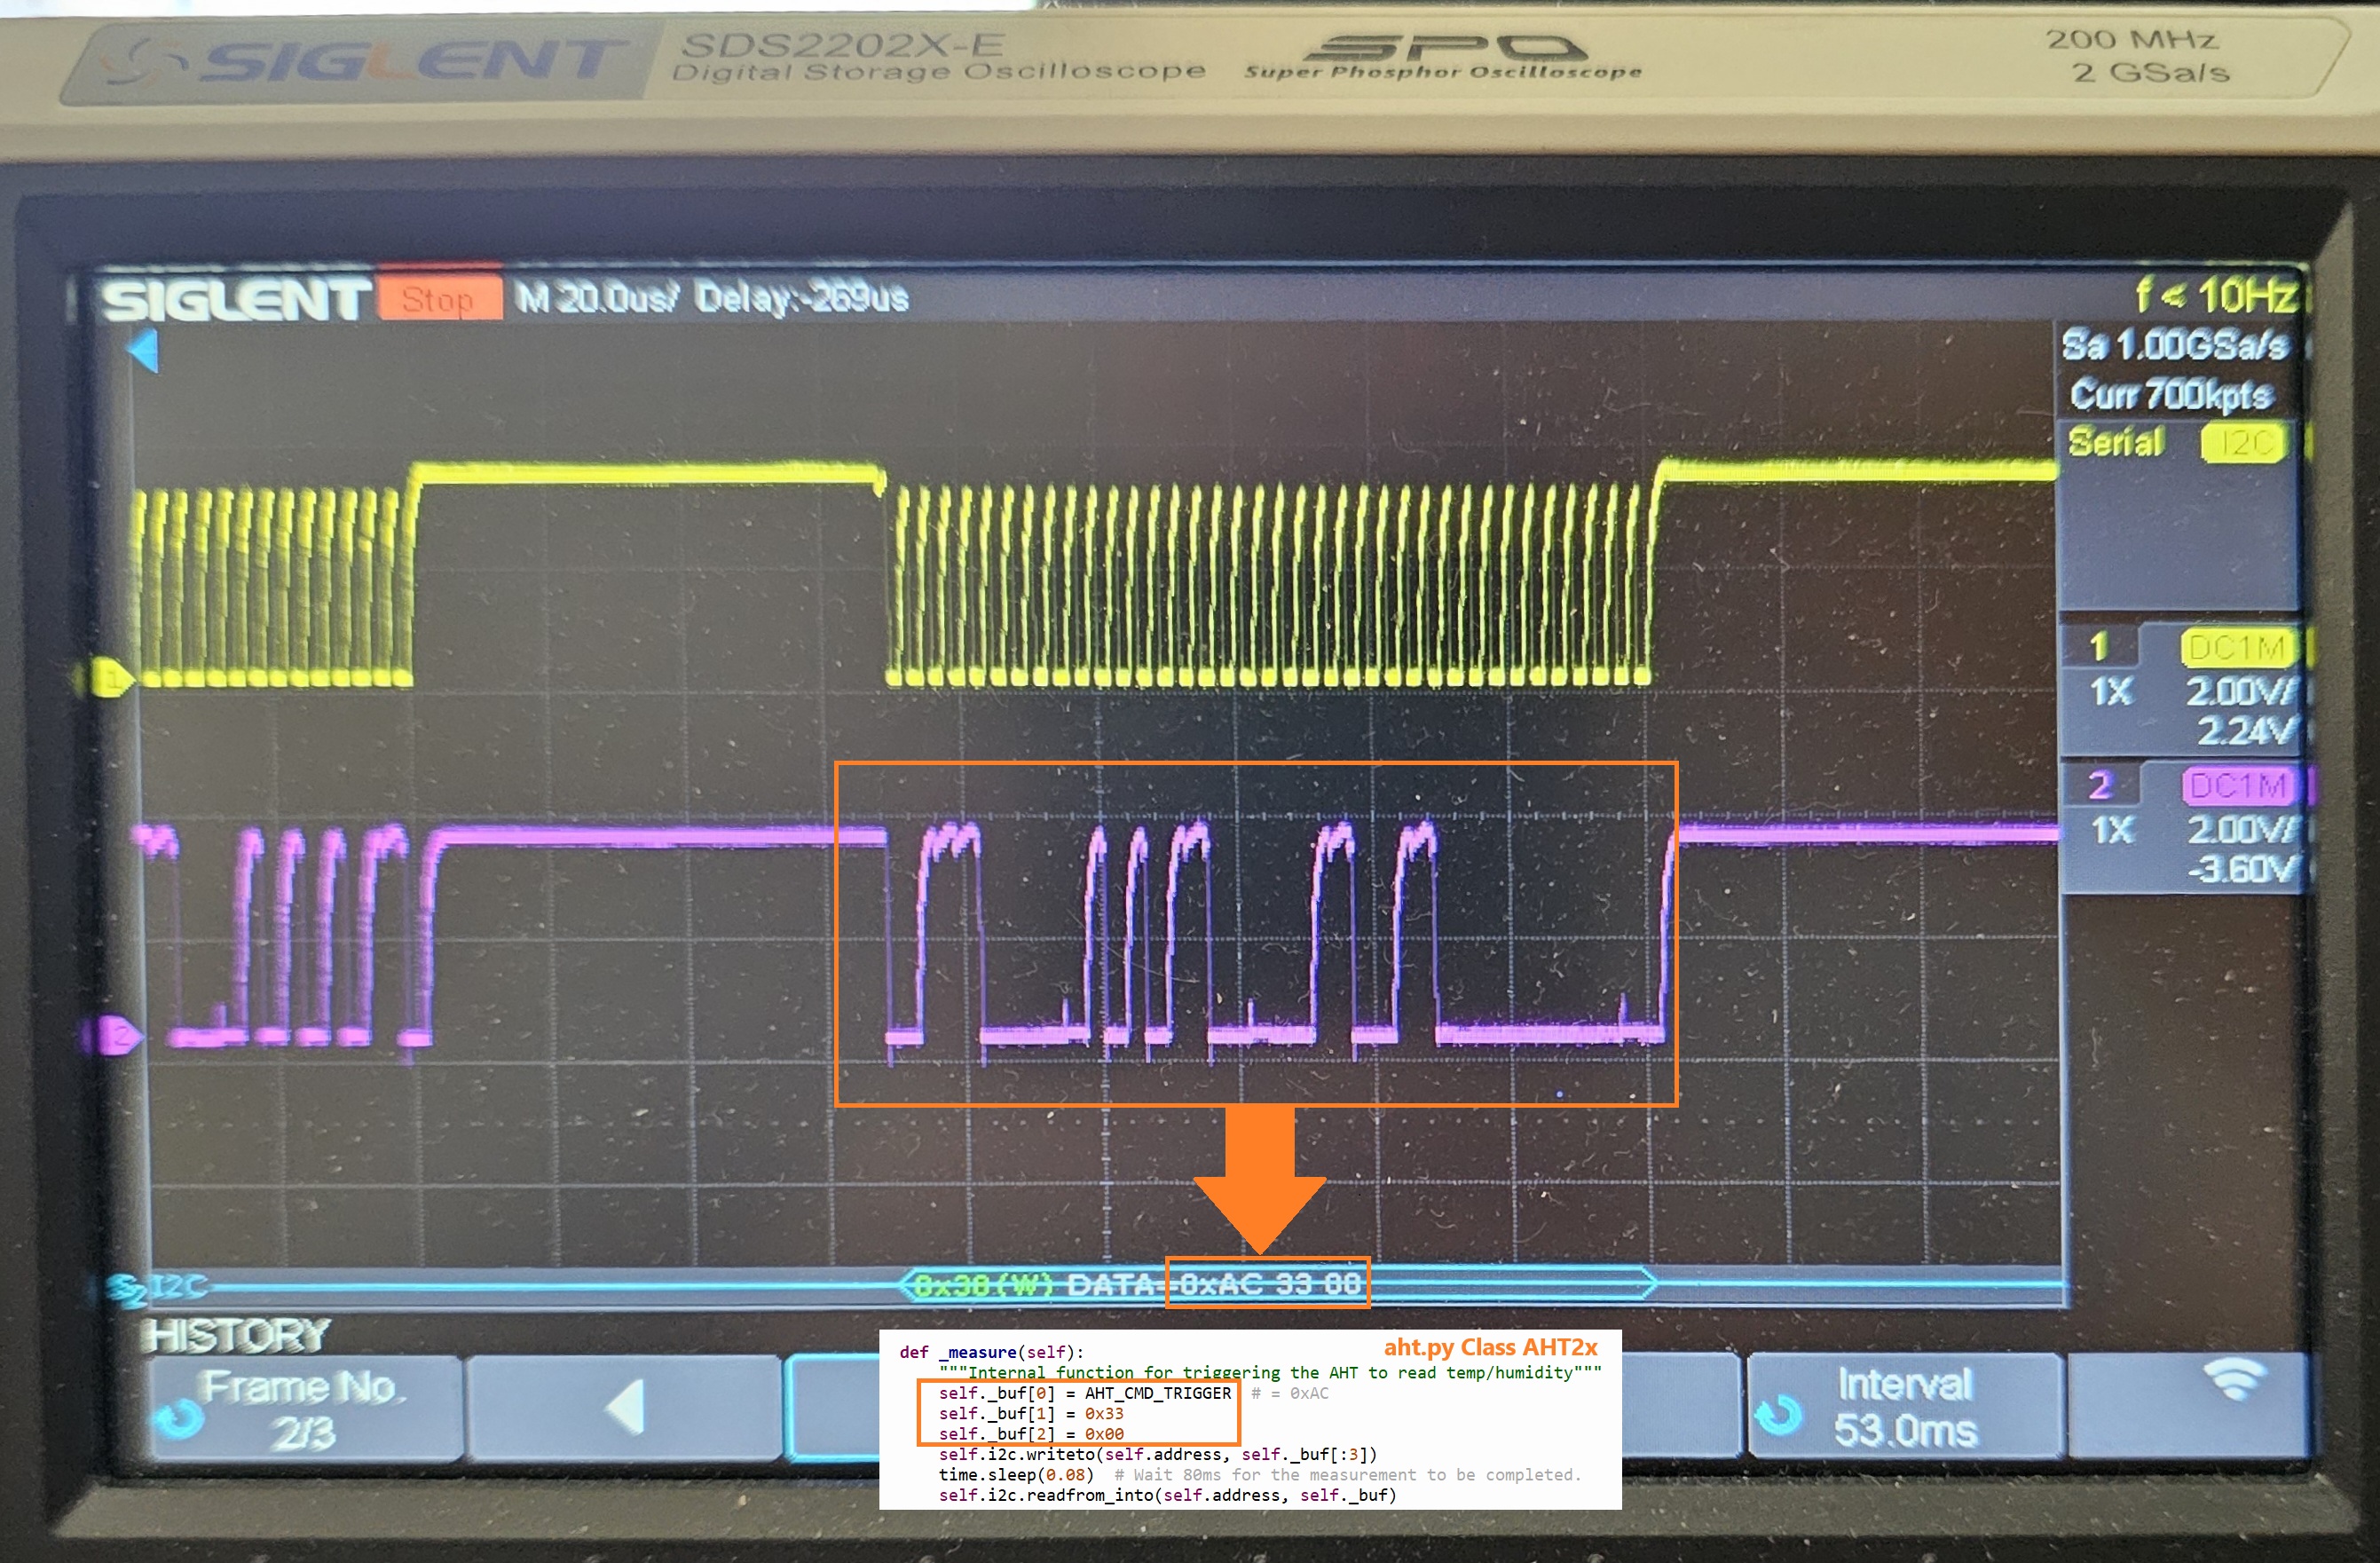 SIGLENT SDS2202X-E
Digital Storage Oscilloscope
SPO
Super Phosphor Oscilloscope
200 MHz
2 GSa/s
SIGLENT Stop M 20.0us/ Delay:-269us
f < 10Hz
Sa 1.00GSa/s
Curr 700kpts
Serial I2C
1 DC1M
1X 2.00V/
2.24V
2 DC1M
1X 2.00V/
-3.60V
1
2
S2 I2C
0x38(W) DATA=0xAC 33 00
HISTORY
Frame No.
2/3
Interval
53.0ms
aht.py Class AHT2x
def _measure(self):
"""Internal function for triggering the AHT to read temp/humidity"""
self._buf[0] = AHT_CMD_TRIGGER # = 0xAC
self._buf[1] = 0x33
self._buf[2] = 0x00
self.i2c.writeto(self.address, self._buf[:3])
time.sleep(0.08) # Wait 80ms for the measurement to be completed.
self.i2c.readfrom_into(self.address, self._buf)